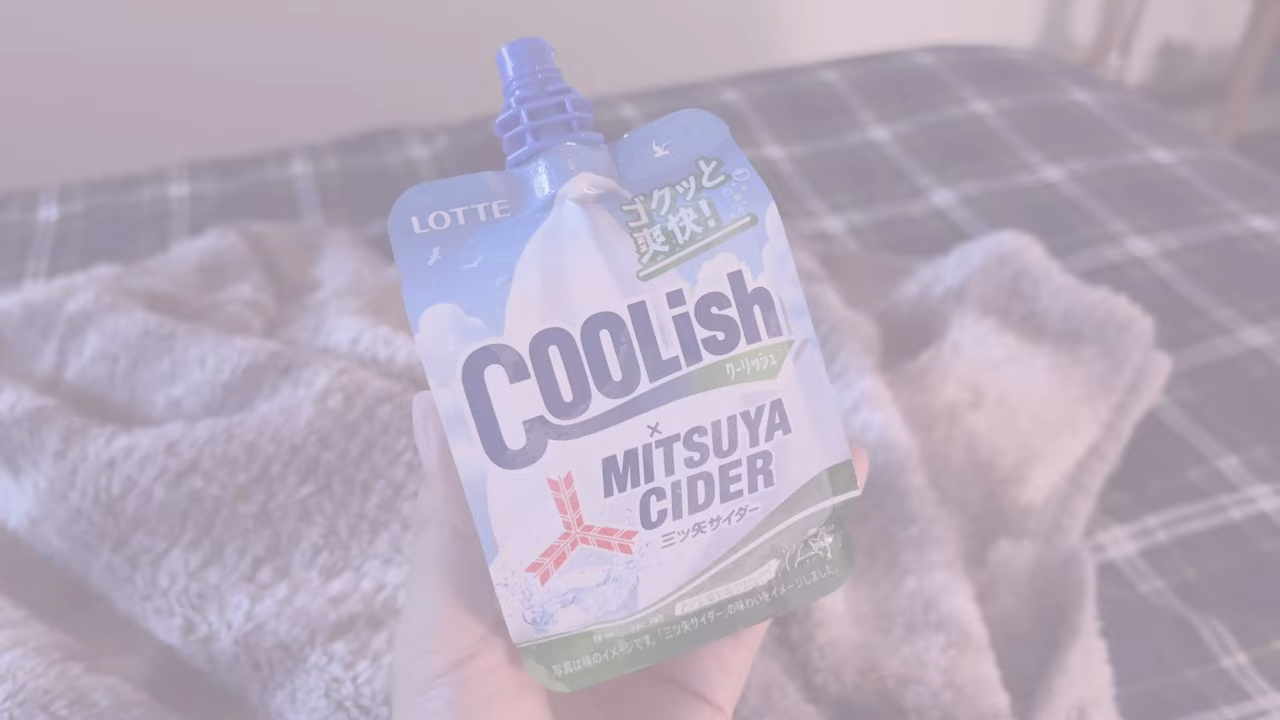 LOTTE
ゴクッと
爽快!
COOLish
クーリッシュ
×
MITSUYA
CIDER
三ツ矢サイダー
写真は味のイメージです。「三ツ矢サイダー」の味わいをイメージしました。